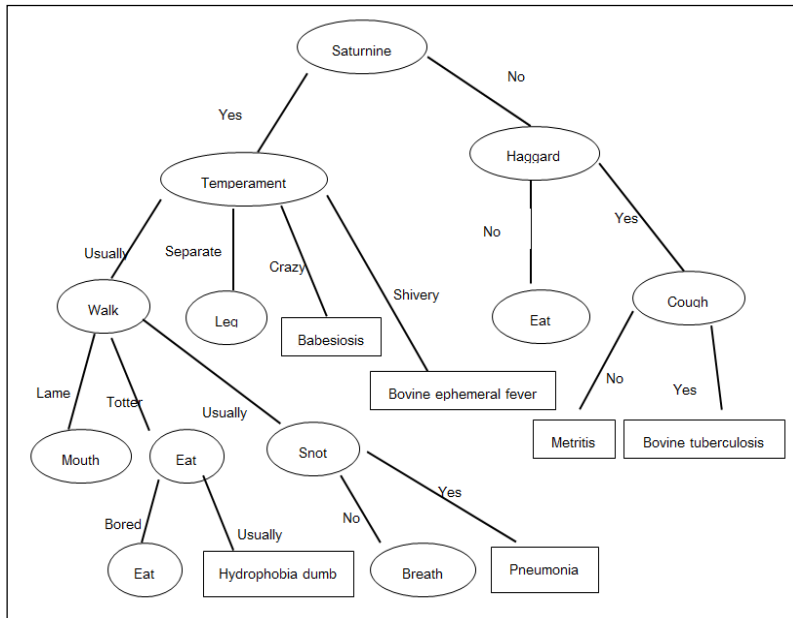 Saturnine
No
Yes
Haggard
Temperament
Yes
No
Usually
Separate
Crazy
Shivery
Walk
Leg
Babesiosis
Eat
Cough
Bovine ephemeral fever
No
Yes
Lame
Totter
Usually
Metritis
Bovine tuberculosis
Mouth
Eat
Snot
Yes
Bored
Usually
No
Eat
Hydrophobia dumb
Breath
Pneumonia